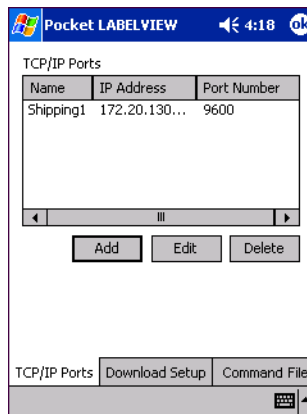 Pocket LABELVIEW 4:18 ok
TCP/IP Ports
Name IP Address Port Number
Shipping1 172.20.130... 9600
Add Edit Delete
TCP/IP Ports Download Setup Command File